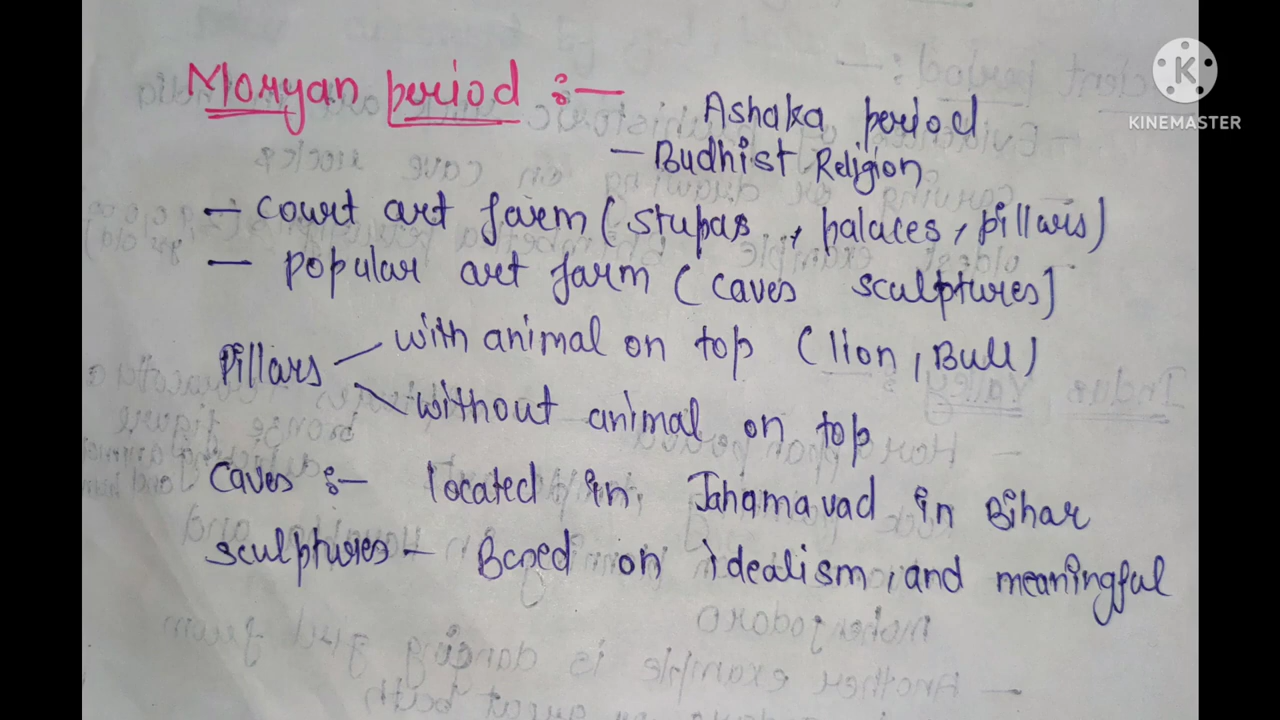 Moryan period :-
Ashaka period
- Budhist Religion
- court art farm (stupas, palaces, pillars)
- popular art farm (caves sculptures]
Pillars
with animal on top (lion, Bull)
without animal on top
Caves :- located in Jahamavad in Bihar
sculptures - Based on idealism, and meaningful
KINEMASTER